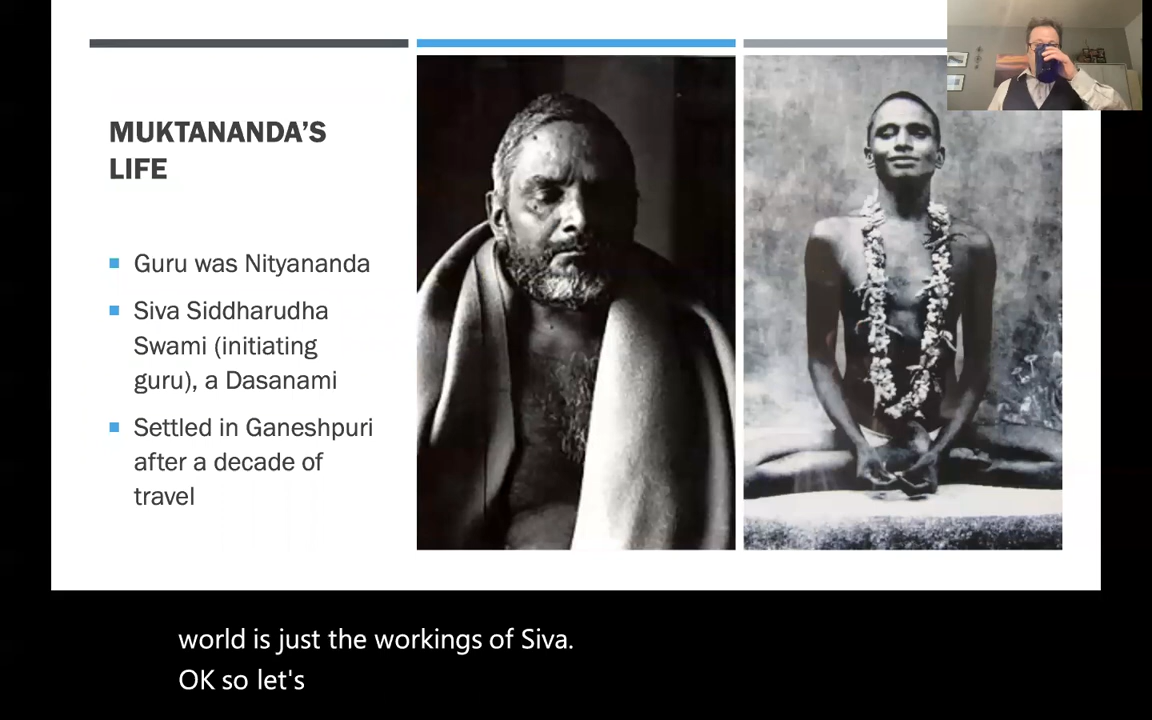 MUKTANANDA'S
LIFE
Guru was Nityananda
Siva Siddharudha
Swami (initiating
guru), a Dasanami
Settled in Ganeshpuri
after a decade of
travel
world is just the workings of Siva.
OK so let's